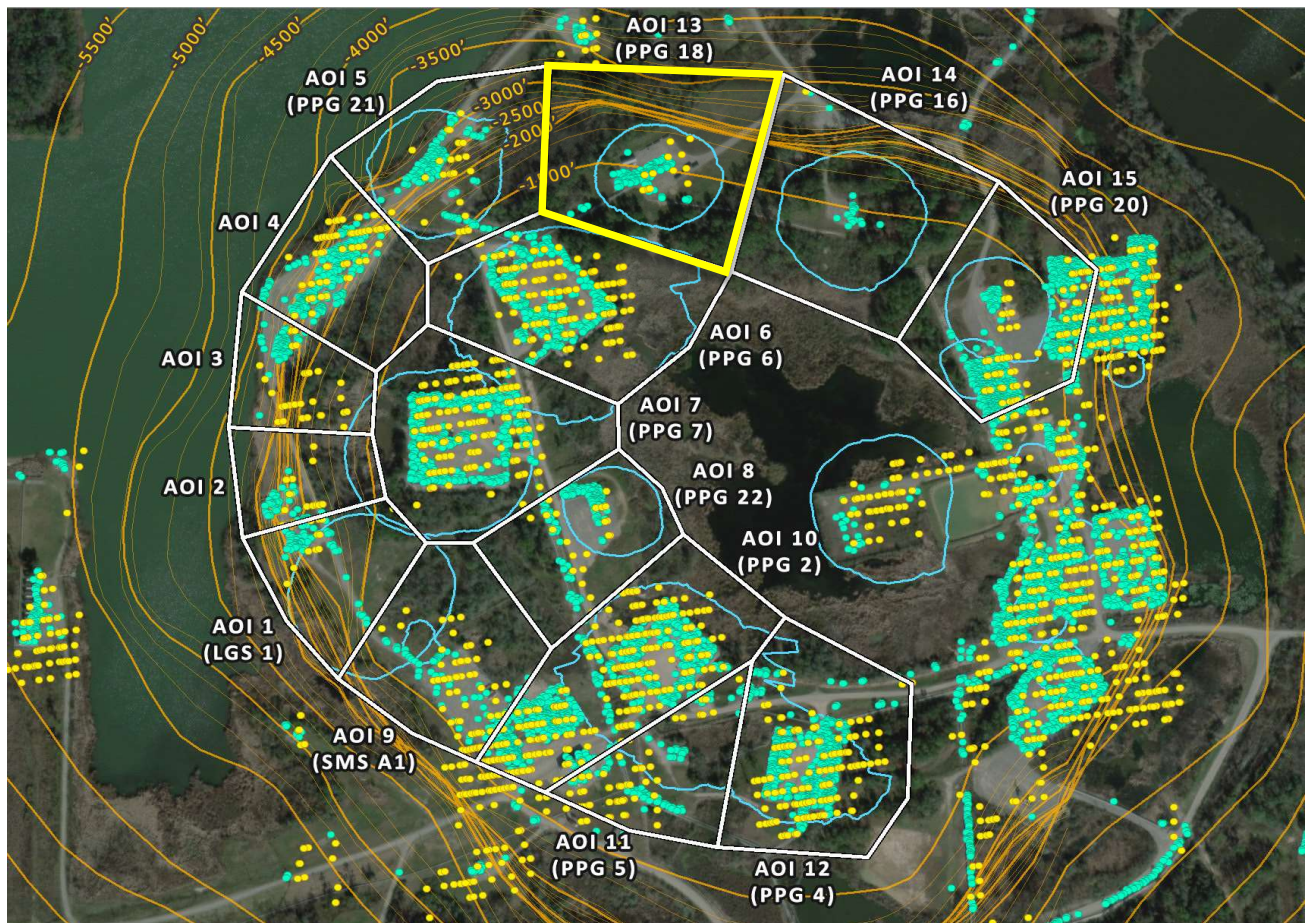 -5500'
-5000'
-4500'
-4000'
-3500'
-3000'
-2500'
-2000'
AOI 13
(PPG 18)
AOI 5
(PPG 21)
AOI 14
(PPG 16)
AOI 15
(PPG 20)
AOI 4
AOI 3
AOI 6
(PPG 6)
AOI 7
(PPG 7)
AOI 2
AOI 8
(PPG 22)
AOI 10
(PPG 2)
AOI 1
(LGS 1)
AOI 9
(SMS A1)
AOI 11
(PPG 5)
AOI 12
(PPG 4)